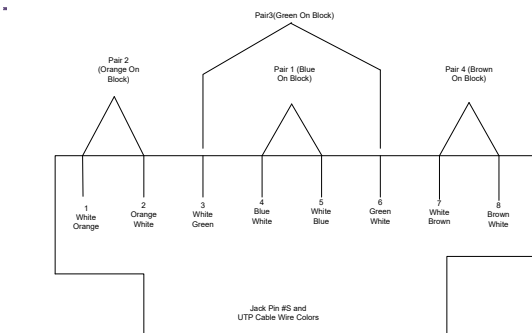 Pair3(Green On Block)
Pair 2
(Orange On
Block)
Pair 1 (Blue
On Block)
Pair 4 (Brown
On Block)
1
White
Orange
2
Orange
White
3
White
Green
4
Blue
White
5
White
Blue
6
Green
White
7
White
Brown
8
Brown
White
Jack Pin #S and
UTP Cable Wire Colors